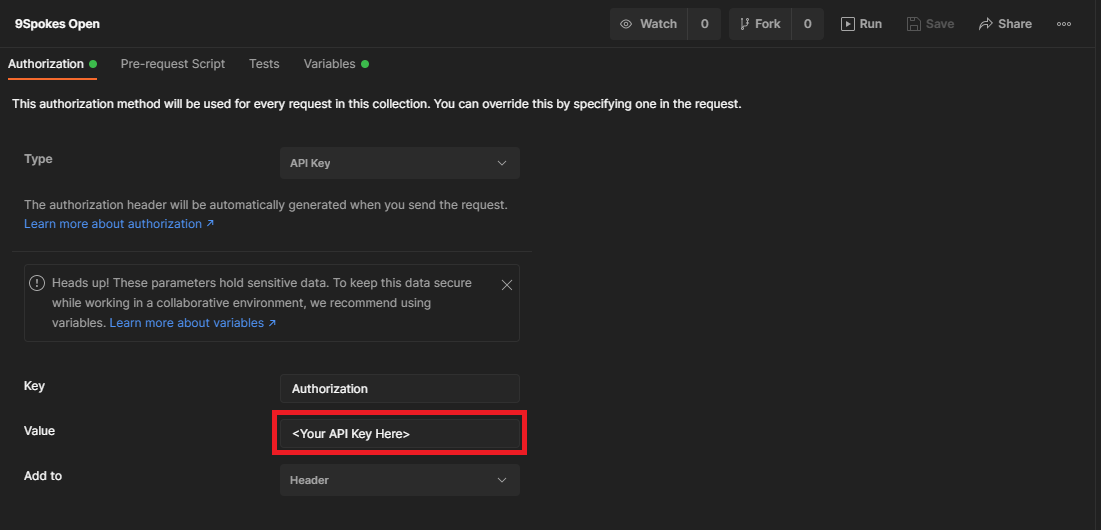 9Spokes Open
Watch 0 Fork 0 Run Save Share
Authorization Pre-request Script Tests Variables
This authorization method will be used for every request in this collection. You can override this by specifying one in the request.
Type API Key
The authorization header will be automatically generated when you send the request.
Learn more about authorization ↗
Heads up! These parameters hold sensitive data. To keep this data secure
while working in a collaborative environment, we recommend using
variables. Learn more about variables ↗
Key Authorization
Value <Your API Key Here>
Add to Header